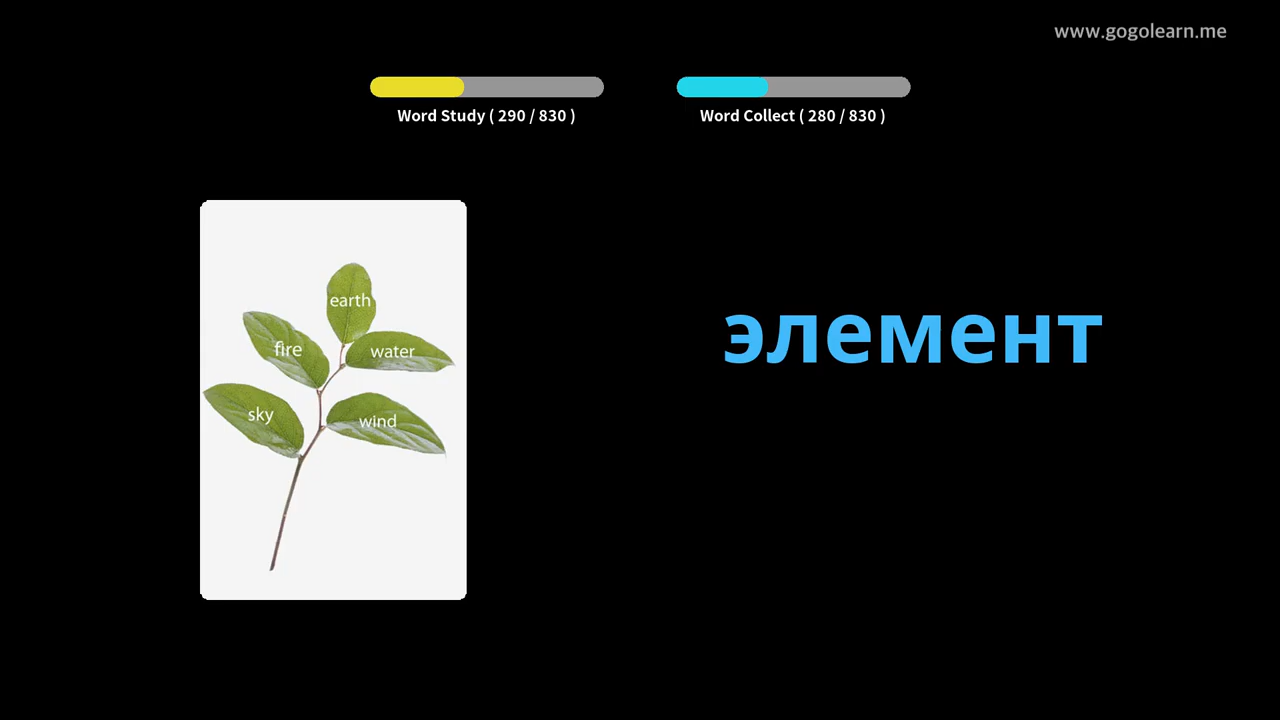 www.gogolearn.me
Word Study ( 290 / 830 )
Word Collect ( 280 / 830 )
earth
fire
water
sky
wind
элемент